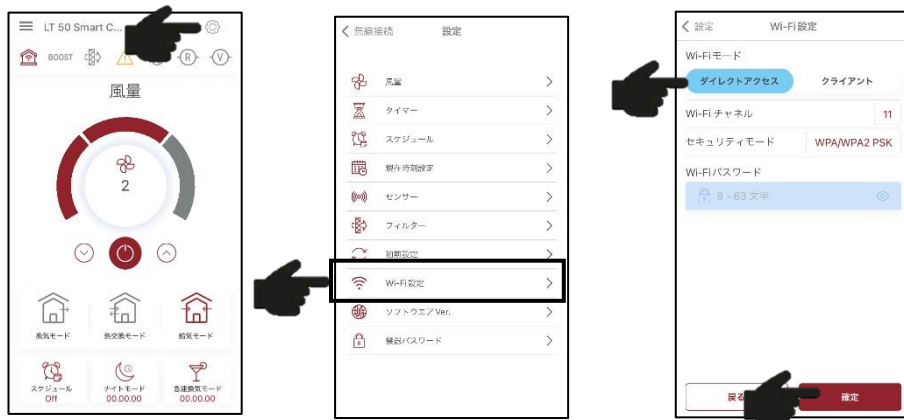 LT 50 Smart C...
BOOST
R
V
風量
2
換気モード
熱交換モード
給気モード
スケジュール
Off
ナイトモード
00.00.00
急速換気モード
00.00.00
無線接続
設定
風量
タイマー
スケジュール
現在時刻設定
センサー
フィルター
初期設定
Wi-Fi設定
ソフトウエア Ver.
機器パスワード
設定
Wi-Fi設定
Wi-Fiモード
ダイレクトアクセス
クライアント
Wi-Fi チャネル
11
セキュリティモード
WPA/WPA2 PSK
Wi-Fiパスワード
8 - 63 文字
確定